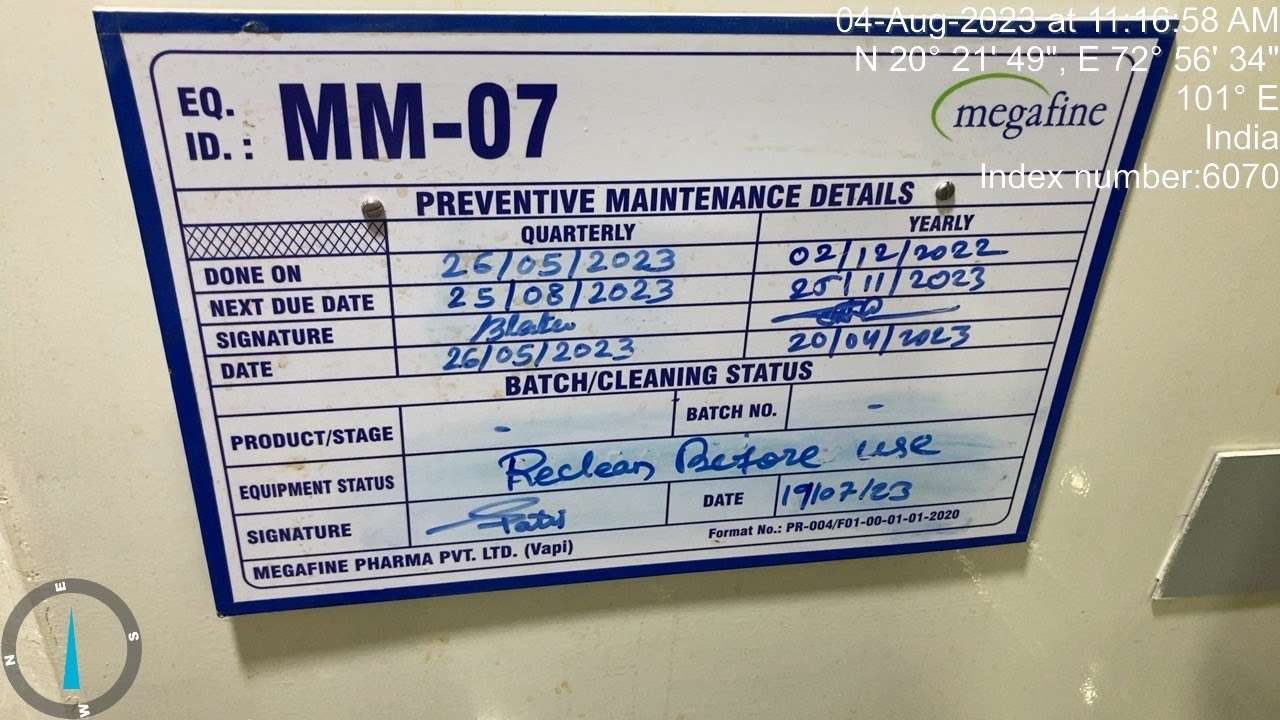 04-Aug-2023 at 11:16:58 AM
N 20° 21' 49", E 72° 56' 34"
101° E
India
Index number:6070
EQ. ID. : MM-07
megafine
PREVENTIVE MAINTENANCE DETAILS
QUARTERLY YEARLY
DONE ON 26/05/2023 02/12/2022
NEXT DUE DATE 25/08/2023 25/11/2023
SIGNATURE
DATE 26/05/2023 20/04/2023
BATCH/CLEANING STATUS
PRODUCT/STAGE - BATCH NO. -
EQUIPMENT STATUS Reclean Before use
SIGNATURE DATE 19/07/23
MEGAFINE PHARMA PVT. LTD. (Vapi) Format No.: PR-004/F01-00-01-01-2020
E
S
N
W